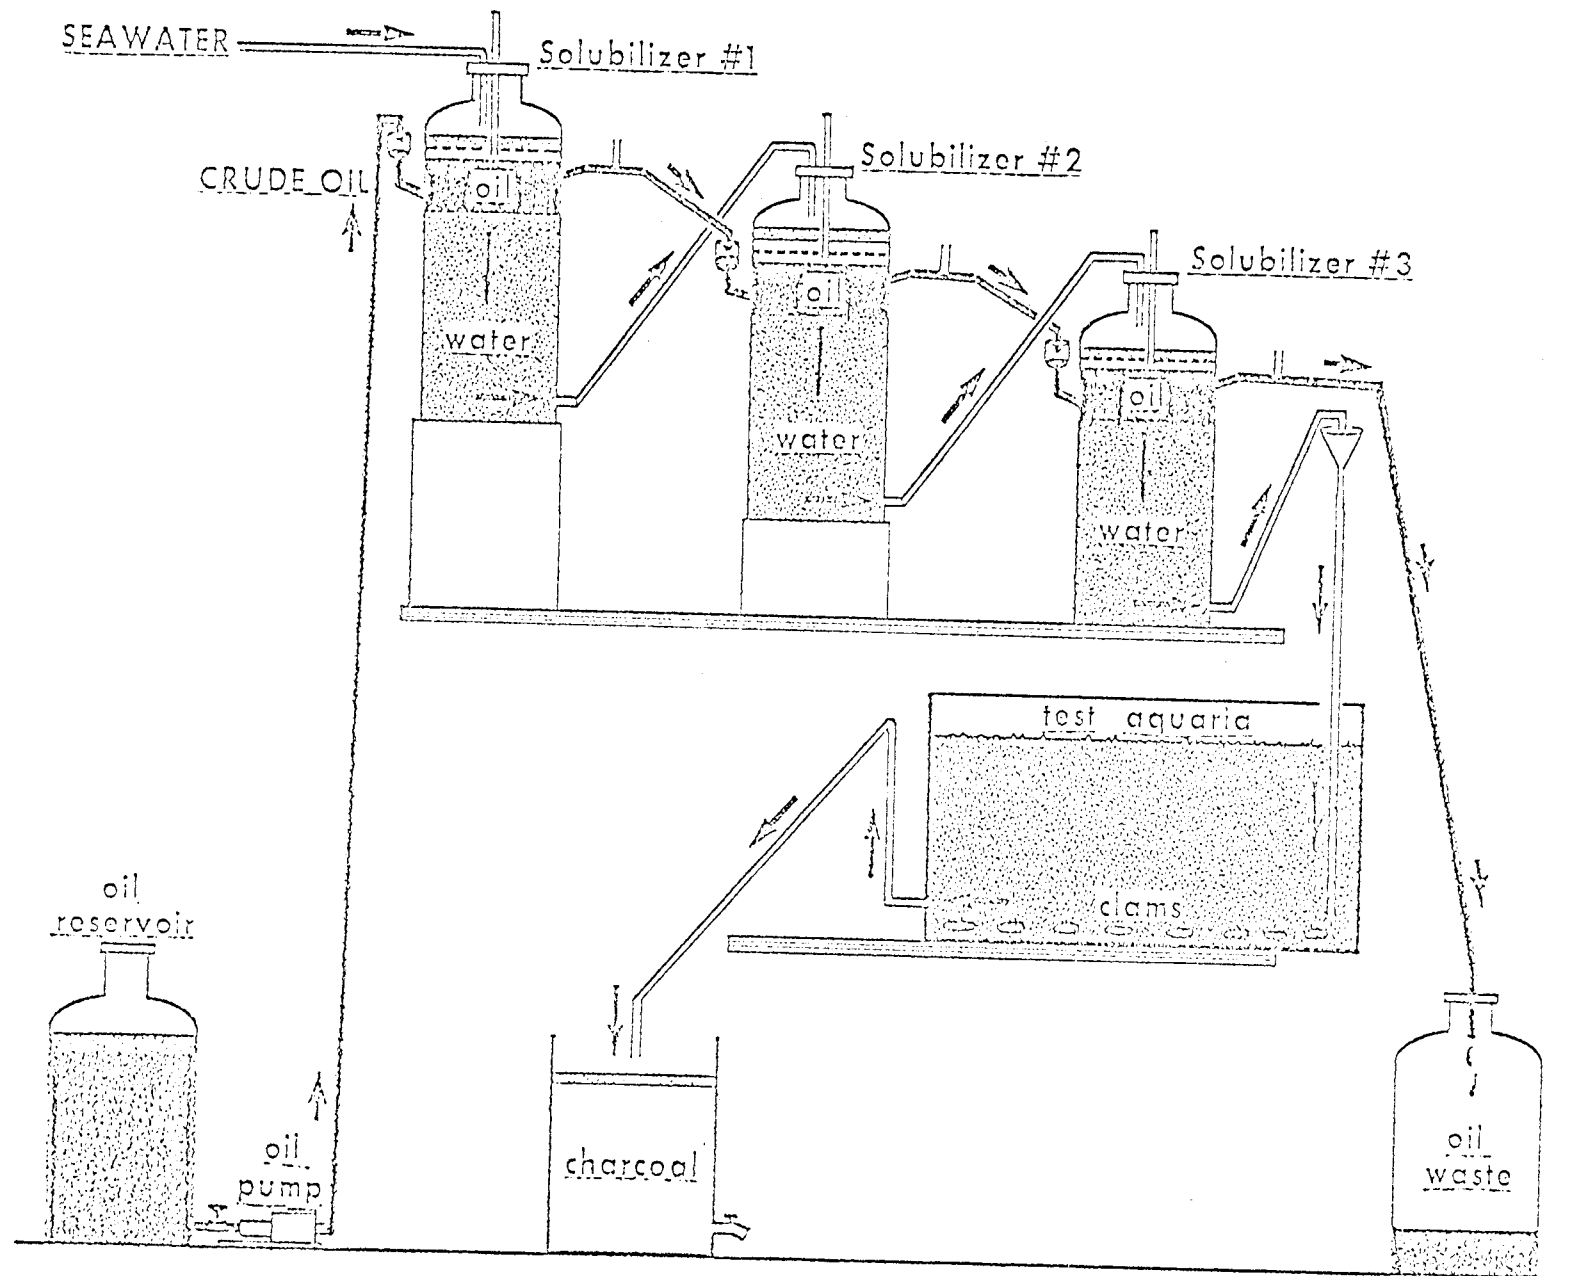 SEAWATER
Solubilizer #1
CRUDE OIL
oil
water
Solubilizer #2
oil
water
Solubilizer #3
oil
water
test aquaria
clams
oil
reservoir
oil
pump
charcoal
oil
waste